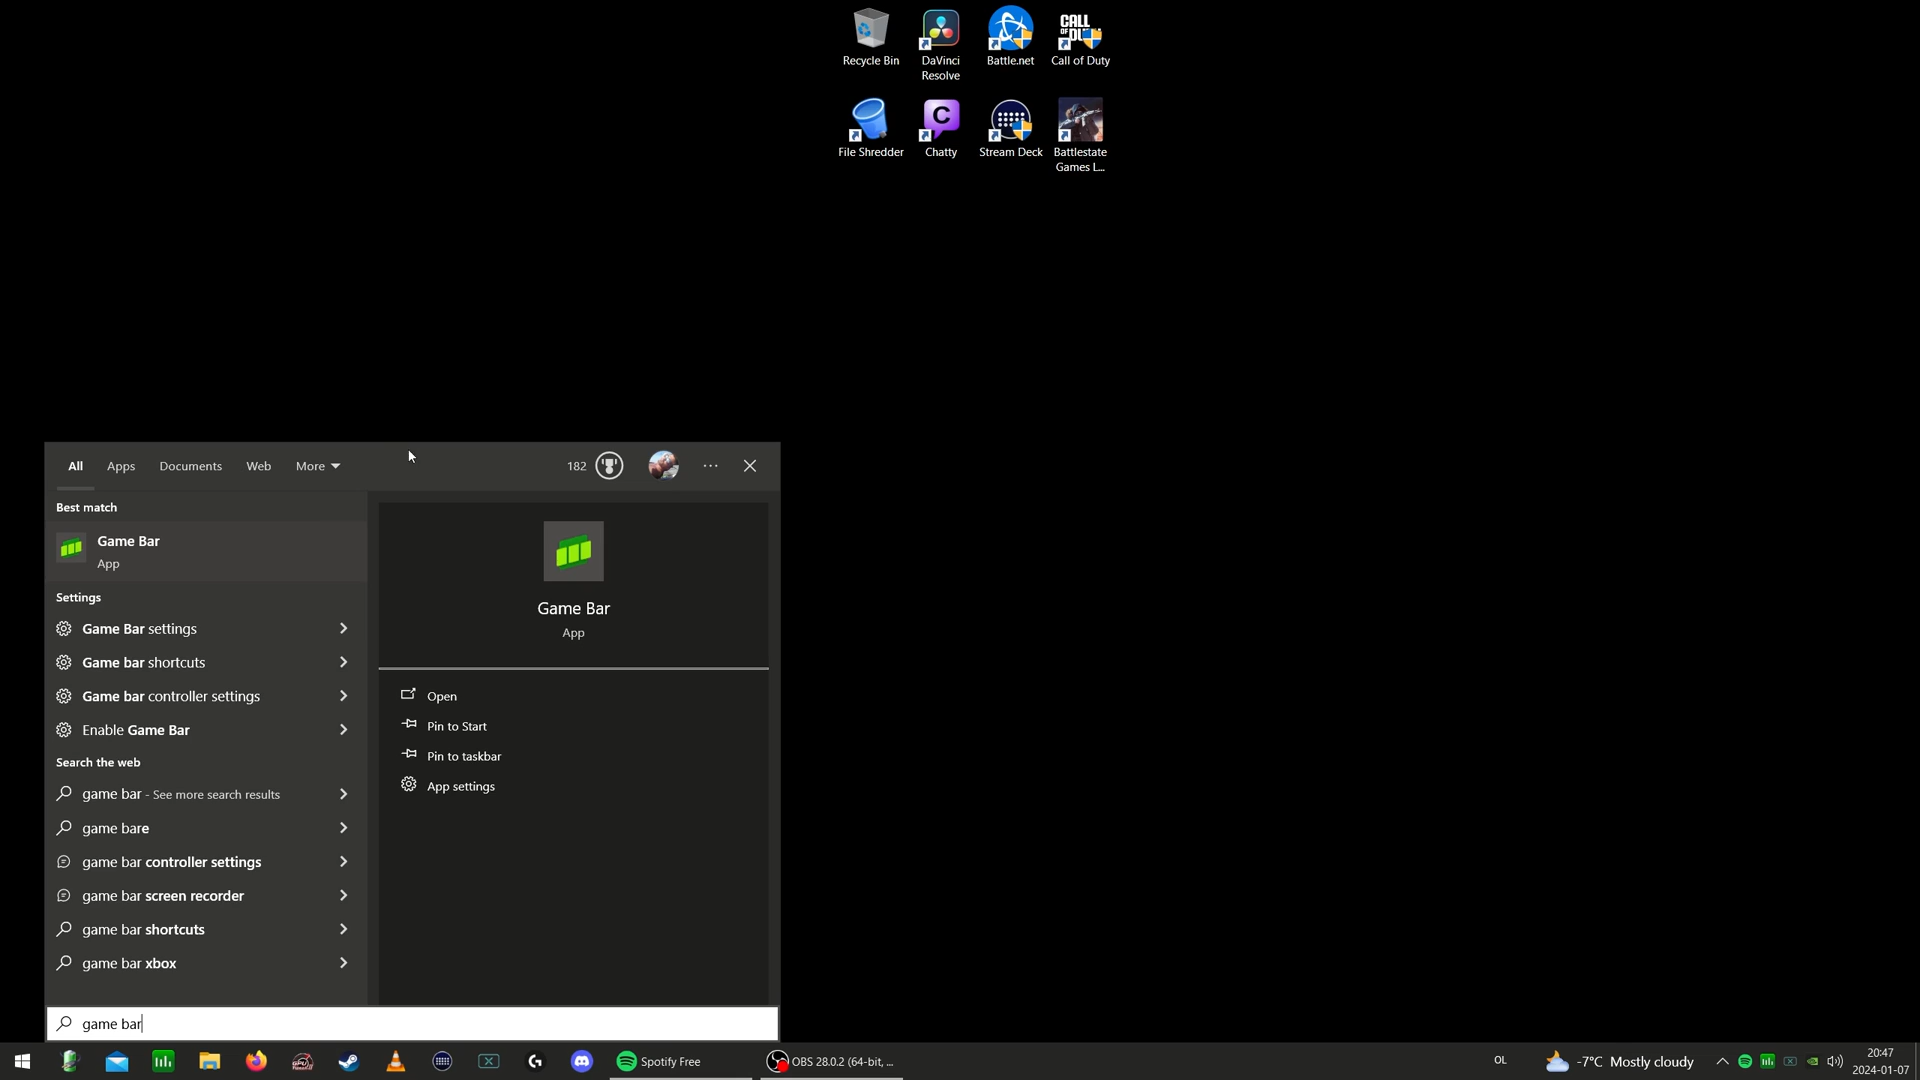 Recycle Bin
DaVinci
Resolve
Battle.net
CALL
OF DUTY
Call of Duty
File Shredder
C
Chatty
Stream Deck
Battlestate
Games L...
All
Apps
Documents
Web
More
182
Best match
Game Bar
App
Settings
Game Bar settings
Game bar shortcuts
Game bar controller settings
Enable Game Bar
Search the web
game bar - See more search results
game bare
game bar controller settings
game bar screen recorder
game bar shortcuts
game bar xbox
Game Bar
App
Open
Pin to Start
Pin to taskbar
App settings
game bar
Spotify Free
OBS 28.0.2 (64-bit, ...
OL
-7°C Mostly cloudy
20:47
2024-01-07